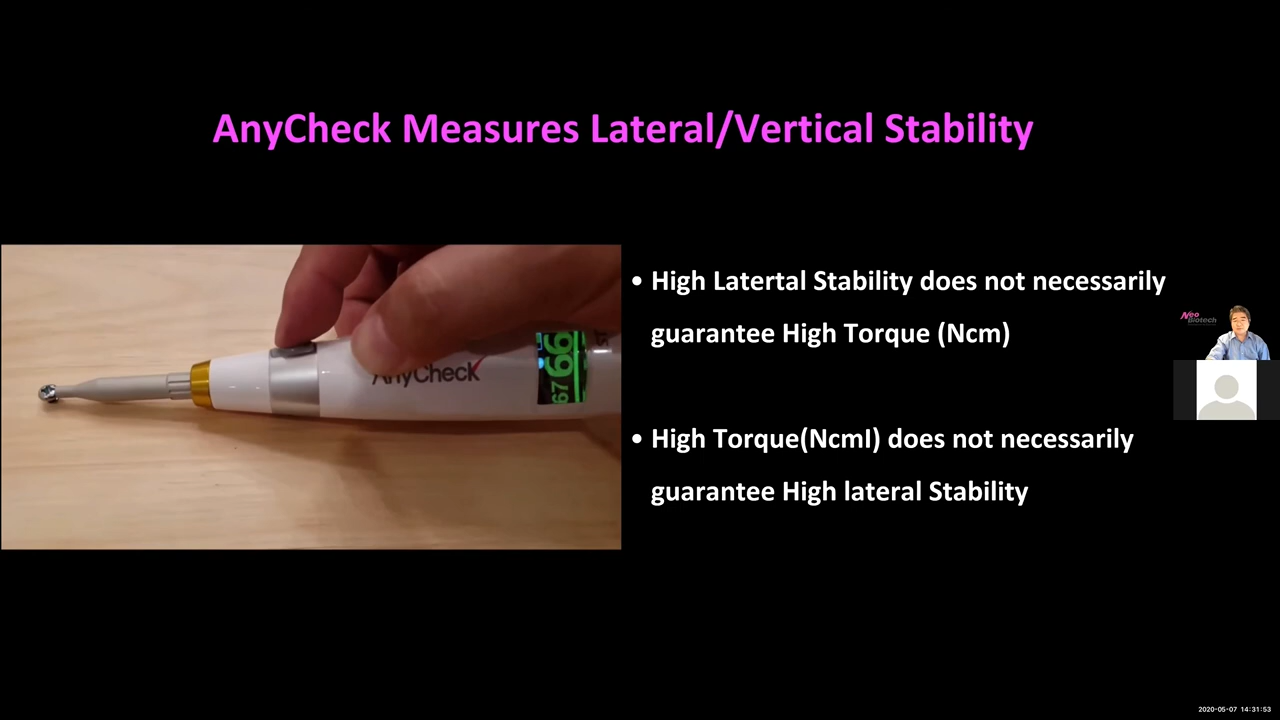 AnyCheck Measures Lateral/Vertical Stability
• High Latertal Stability does not necessarily
guarantee High Torque (Ncm)
• High Torque(NcmI) does not necessarily
guarantee High lateral Stability
AnyCheck
66
67
Neo
Biotech
2020-05-07 14:31:53